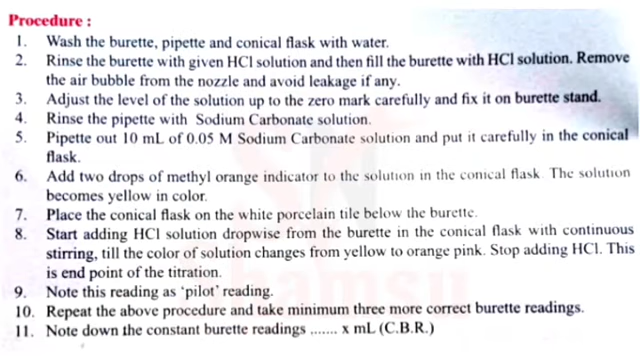 Procedure :
1. Wash the burette, pipette and conical flask with water.
2. Rinse the burette with given HCl solution and then fill the burette with HCl solution. Remove
the air bubble from the nozzle and avoid leakage if any.
3. Adjust the level of the solution up to the zero mark carefully and fix it on burette stand.
4. Rinse the pipette with Sodium Carbonate solution.
5. Pipette out 10 mL of 0.05 M Sodium Carbonate solution and put it carefully in the conical
flask.
6. Add two drops of methyl orange indicator to the solution in the conical flask. The solution
becomes yellow in color.
7. Place the conical flask on the white porcelain tile below the burette.
8. Start adding HCl solution dropwise from the burette in the conical flask with continuous
stirring, till the color of solution changes from yellow to orange pink. Stop adding HCl. This
is end point of the titration.
9. Note this reading as ‘pilot’ reading.
10. Repeat the above procedure and take minimum three more correct burette readings.
11. Note down the constant burette readings ....... x mL (C.B.R.)